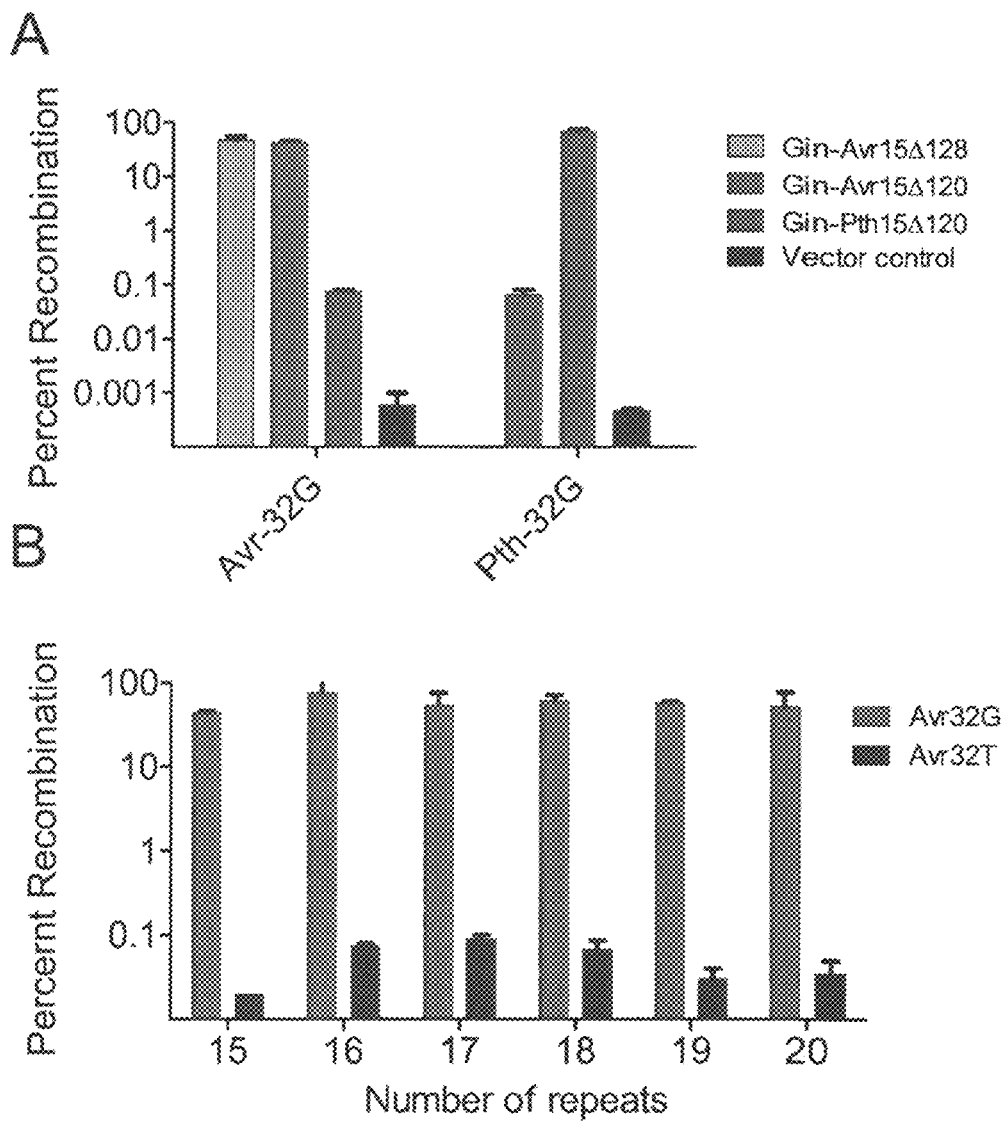 A
Percent Recombination
100
10
1
0.1
0.01
0.001
Gin-Avr15Δ128
Gin-Avr15Δ120
Gin-Pth15Δ120
Vector control
Avr-32G
Pth-32G
B
Percernt Recombination
100
10
1
0.1
Avr32G
Avr32T
15 16 17 18 19 20
Number of repeats